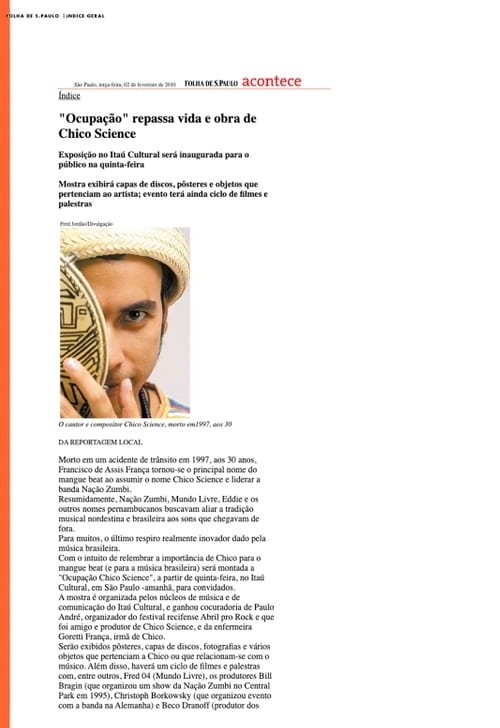 FOLHA DE S.PAULO | ÍNDICE GERAL
São Paulo, terça-feira, 02 de fevereiro de 2010 FOLHA DE S.PAULO acontece
Índice
"Ocupação" repassa vida e obra de
Chico Science
Exposição no Itaú Cultural será inaugurada para o
público na quinta-feira
Mostra exibirá capas de discos, pôsteres e objetos que
pertenciam ao artista; evento terá ainda ciclo de filmes e
palestras
Fred Jordão/Divulgação
O cantor e compositor Chico Science, morto em1997, aos 30
DA REPORTAGEM LOCAL
Morto em um acidente de trânsito em 1997, aos 30 anos,
Francisco de Assis França tornou-se o principal nome do
mangue beat ao assumir o nome Chico Science e liderar a
banda Nação Zumbi.
Resumidamente, Nação Zumbi, Mundo Livre, Eddie e os
outros nomes pernambucanos buscavam aliar a tradição
musical nordestina e brasileira aos sons que chegavam de
fora.
Para muitos, o último respiro realmente inovador dado pela
música brasileira.
Com o intuito de relembrar a importância de Chico para o
mangue beat (e para a música brasileira) será montada a
"Ocupação Chico Science", a partir de quinta-feira, no Itaú
Cultural, em São Paulo -amanhã, para convidados.
A mostra é organizada pelos núcleos de música e de
comunicação do Itaú Cultural, e ganhou cocuradoria de Paulo
André, organizador do festival recifense Abril pro Rock e que
foi amigo e produtor de Chico Science, e da enfermeira
Goretti França, irmã de Chico.
Serão exibidos pôsteres, capas de discos, fotografias e vários
objetos que pertenciam a Chico ou que relacionam-se com o
músico. Além disso, haverá um ciclo de filmes e palestras
com, entre outros, Fred 04 (Mundo Livre), os produtores Bill
Bragin (que organizou um show da Nação Zumbi no Central
Park em 1995), Christoph Borkowsky (que organizou evento
com a banda na Alemanha) e Beco Dranoff (produtor dos